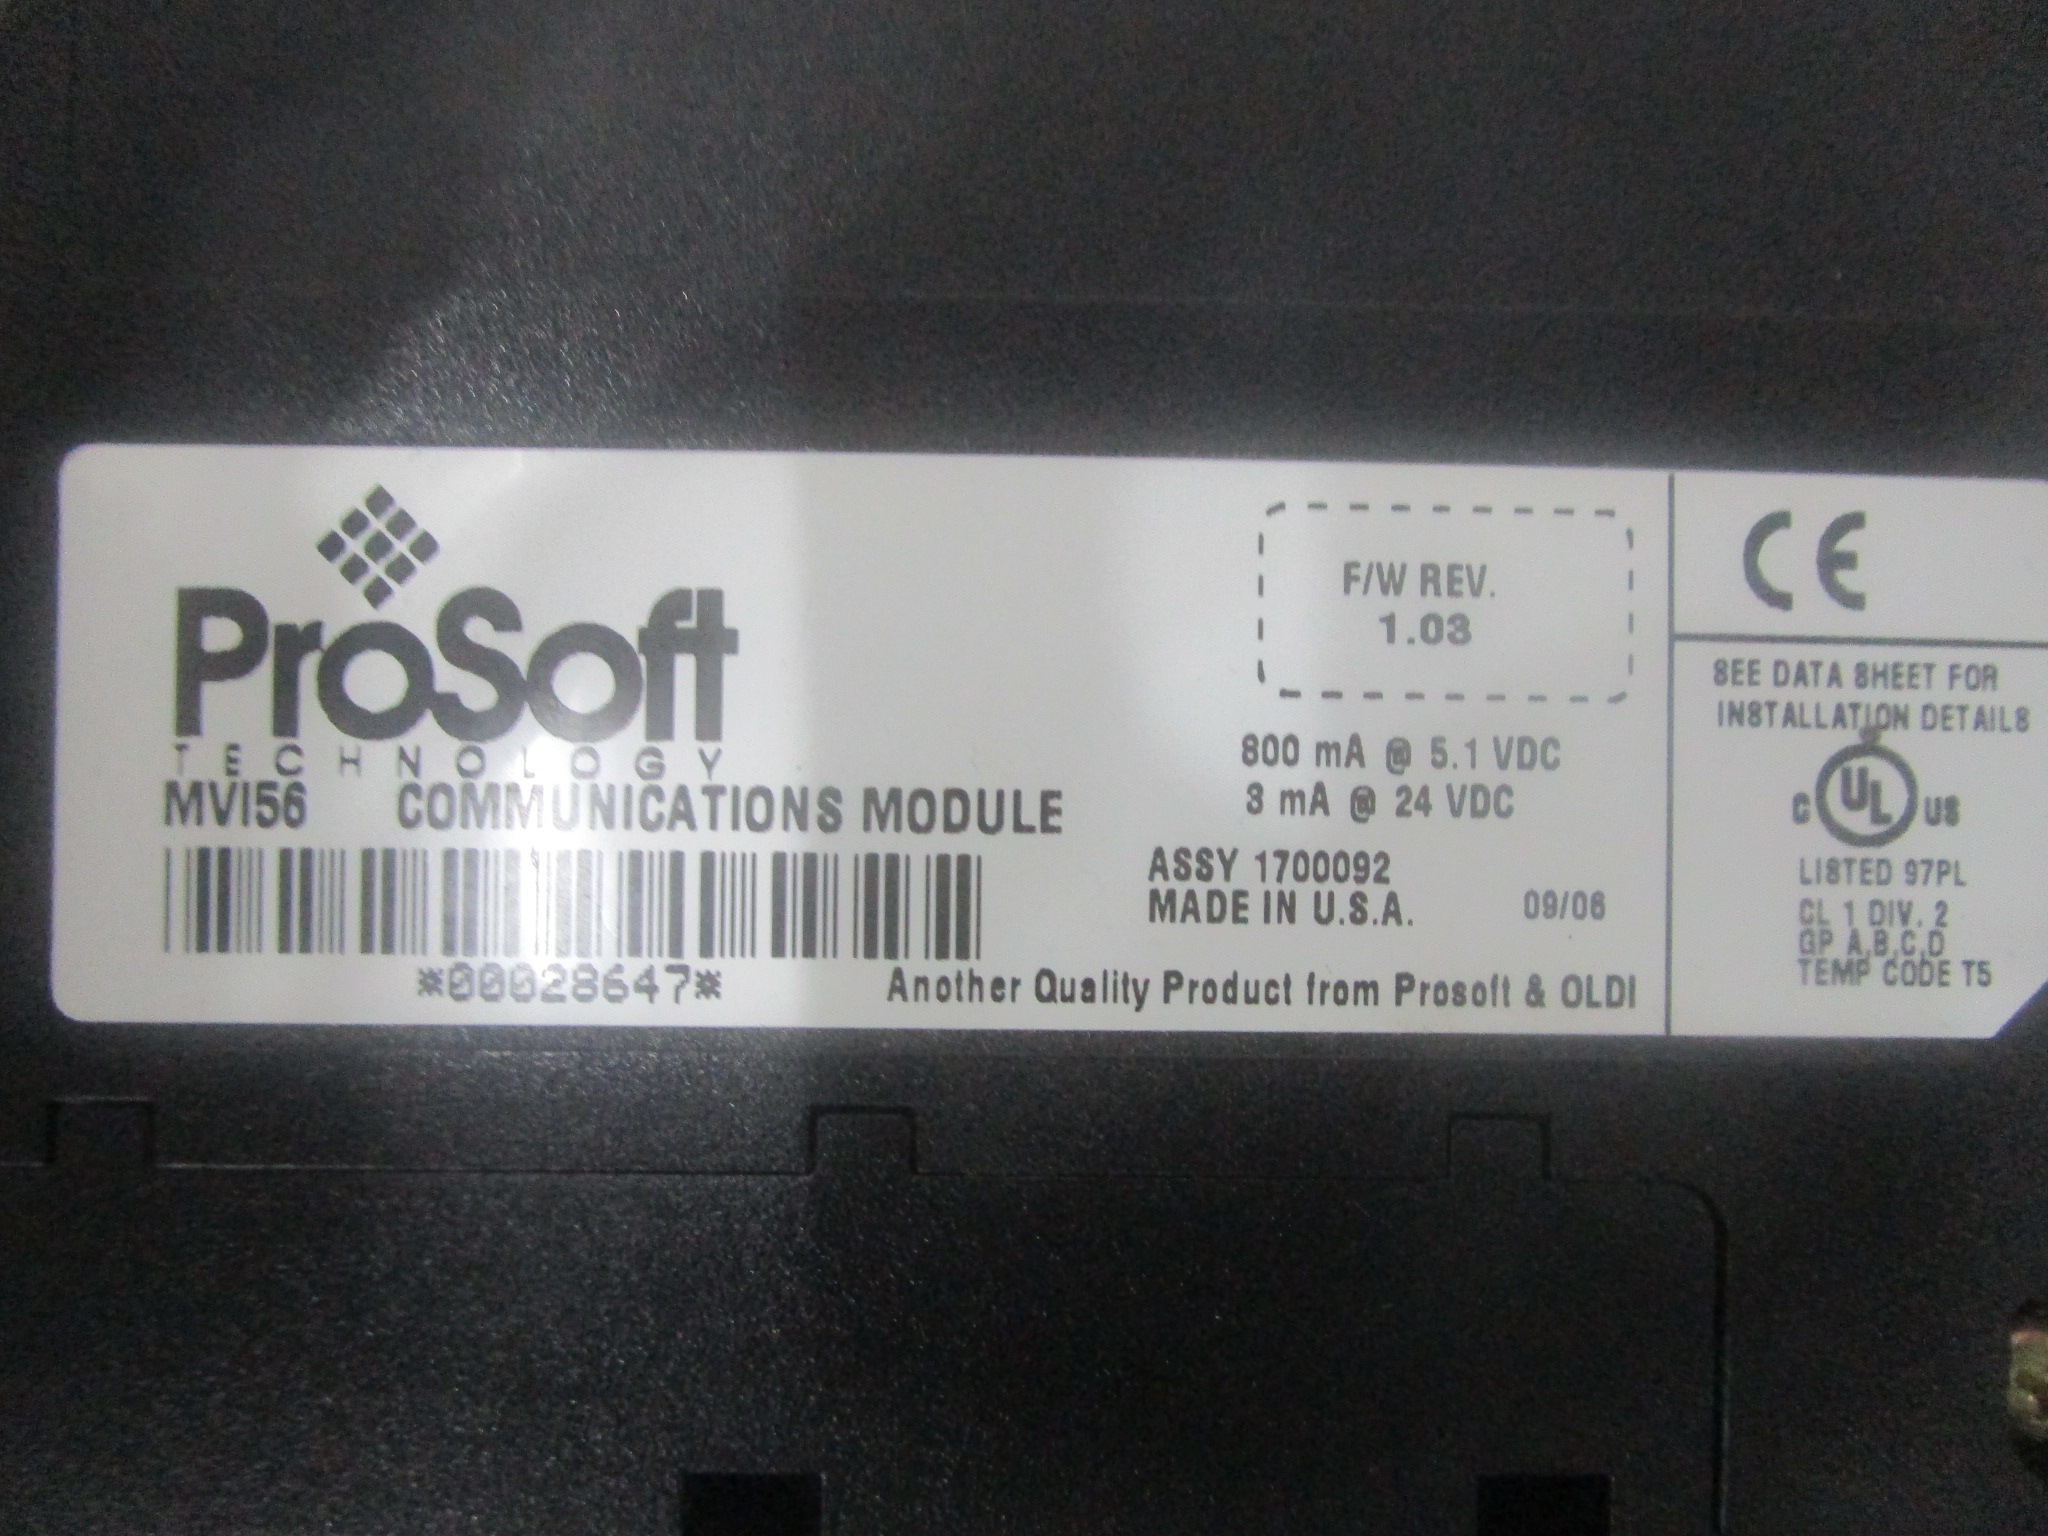 ProSoft
TECHNOLOGY
MVI56 COMMUNICATIONS MODULE
*00028647*
F/W REV.
1.03
800 mA @ 5.1 VDC
3 mA @ 24 VDC
ASSY 1700092
MADE IN U.S.A. 09/06
Another Quality Product from Prosoft & OLDI
CE
SEE DATA SHEET FOR
INSTALLATION DETAILS
C UL US
LISTED 97PL
CL 1 DIV. 2
GP A,B,C,D
TEMP CODE T5